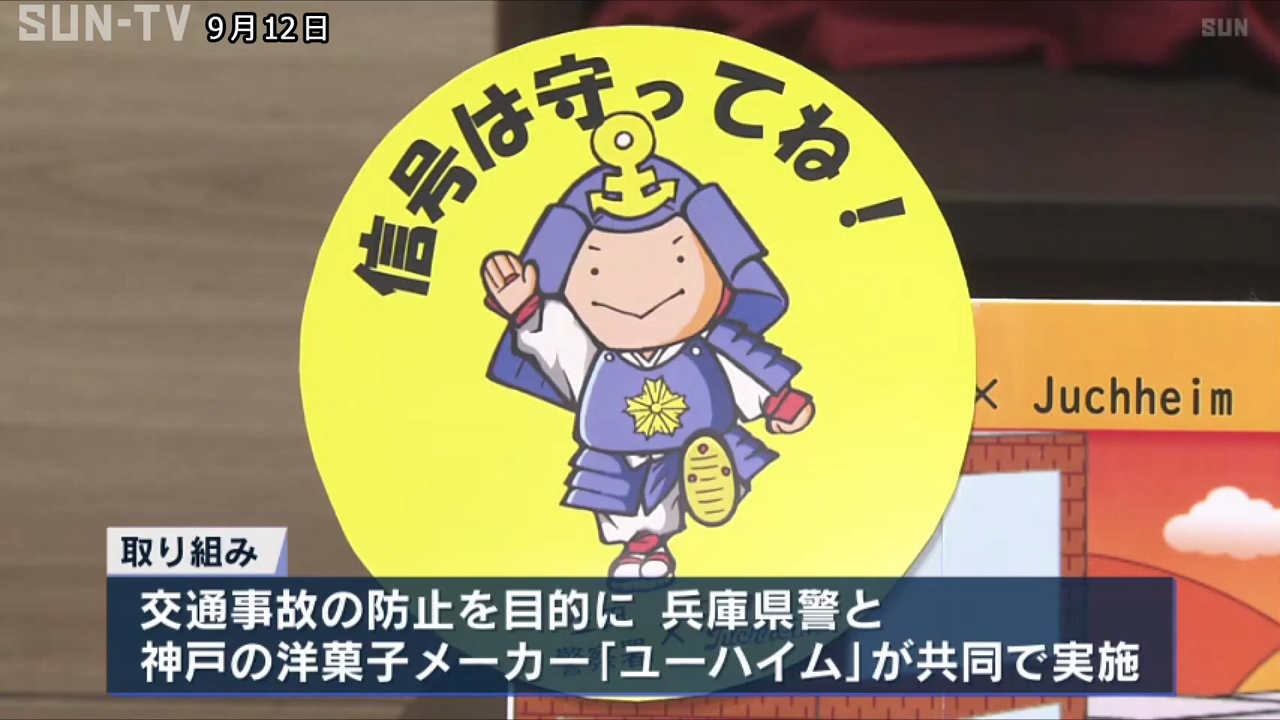 SUN-TV 9月12日
SUN
信号は守ってね！
× Juchheim
取り組み
交通事故の防止を目的に 兵庫県警と
神戸の洋菓子メーカー「ユーハイム」が共同で実施